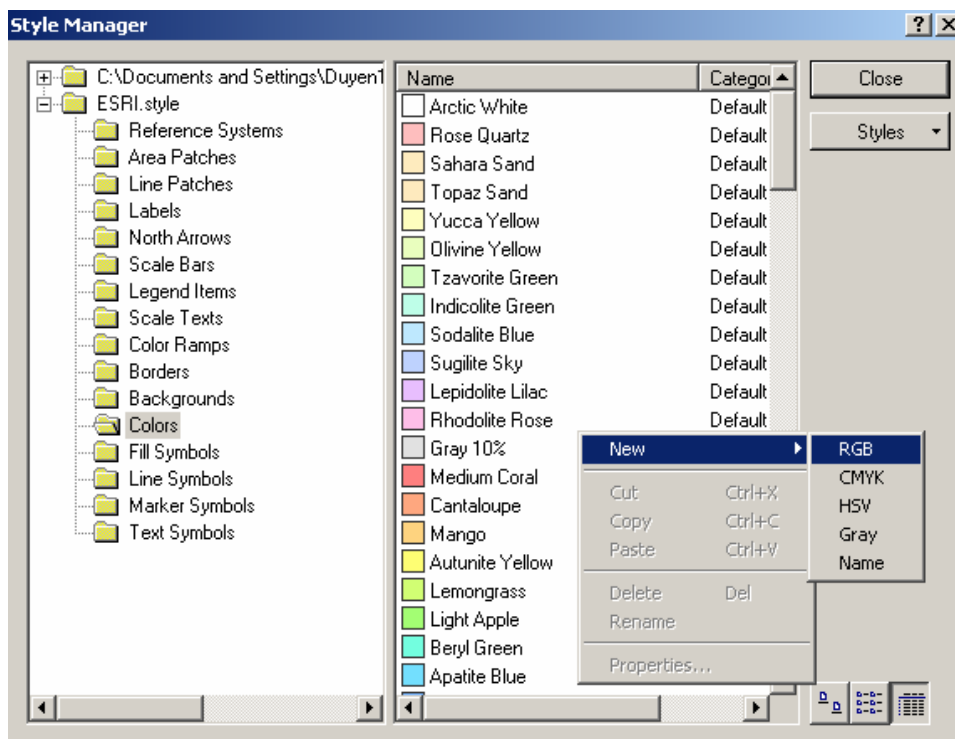 Style Manager
C:\Documents and Settings\Duyen1
ESRI.style
Reference Systems
Area Patches
Line Patches
Labels
North Arrows
Scale Bars
Legend Items
Scale Texts
Color Ramps
Borders
Backgrounds
Colors
Fill Symbols
Line Symbols
Marker Symbols
Text Symbols
Name Categor
Arctic White Default
Rose Quartz Default
Sahara Sand Default
Topaz Sand Default
Yucca Yellow Default
Olivine Yellow Default
Tzavorite Green Default
Indicolite Green Default
Sodalite Blue Default
Sugilite Sky Default
Lepidolite Lilac Default
Rhodolite Rose Default
Gray 10%
Medium Coral
Cantaloupe
Mango
Autunite Yellow
Lemongrass
Light Apple
Beryl Green
Apatite Blue
New
Cut Ctrl+X
Copy Ctrl+C
Paste Ctrl+V
Delete Del
Rename
Properties...
RGB
CMYK
HSV
Gray
Name
Close
Styles